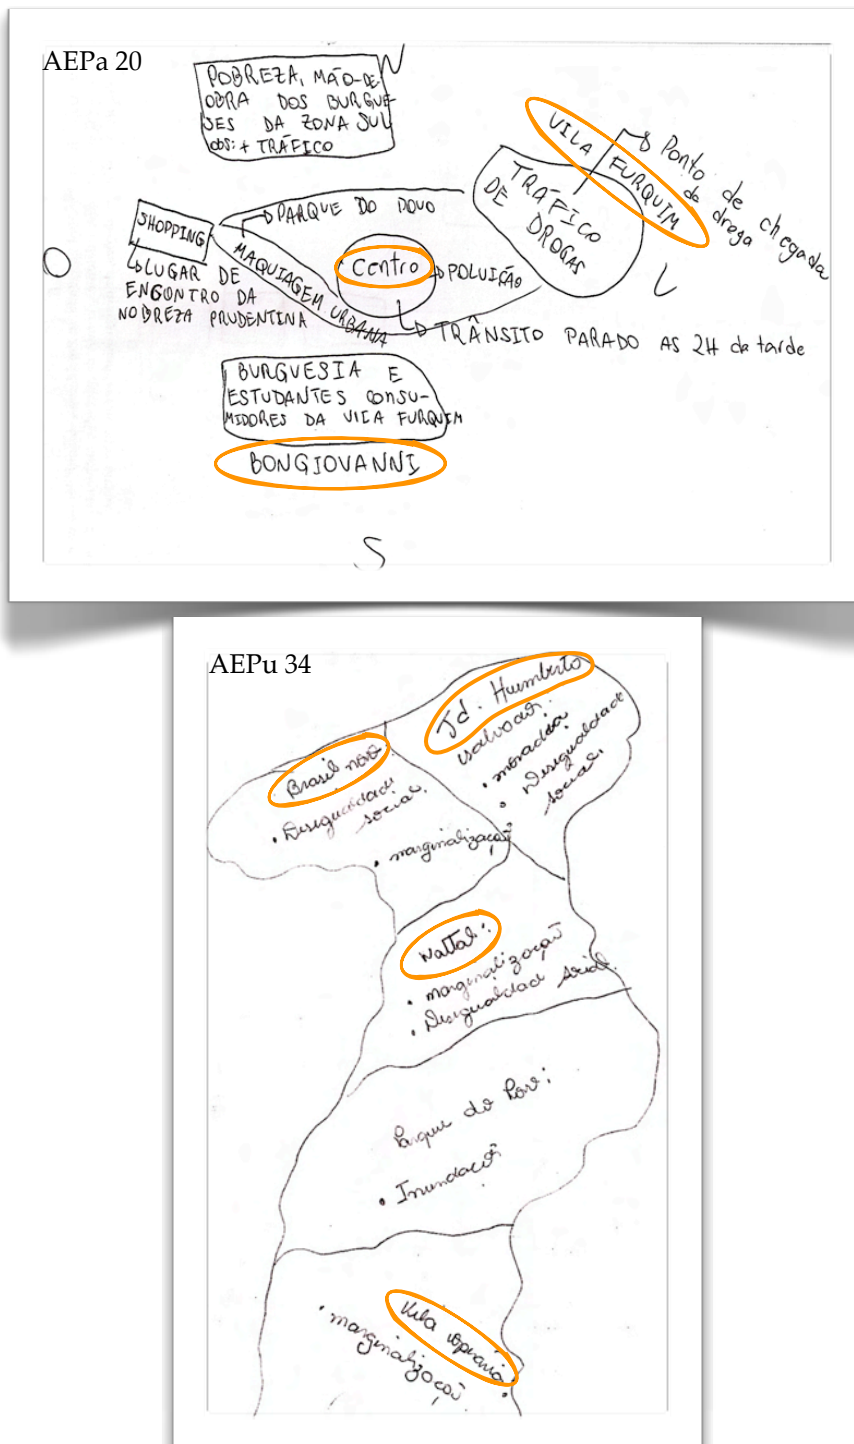 AEPa 20
N
POBREZA, MÃO-DE-
OBRA DOS BURGUE-
SES DA ZONA SUL
obs: + TRÁFICO
VILA FURQUIM
Ponto de chegada
da droga
TRÁFICO
DE DROGAS
SHOPPING
LUGAR DE
ENCONTRO DA
NOBREZA PRUDENTINA
PARQUE DO POVO
MAQUIAGEM URBANA
Centro
POLUIÇÃO
TRÂNSITO PARADO AS 2H da tarde
O
L
BURGUESIA E
ESTUDANTES CONSU-
MIDORES DA VILA FURQUIM
BONGIOVANNI
S
AEPu 34
Jd. Humberto
salvador.
• moradia
• Desigualdade
social.
Brasil novo
• Desigualdade
social.
• marginalização
Nattal:
• marginalização
• Desigualdad social.
Parque do Povo:
• Inundação
Vila operária
• marginalização